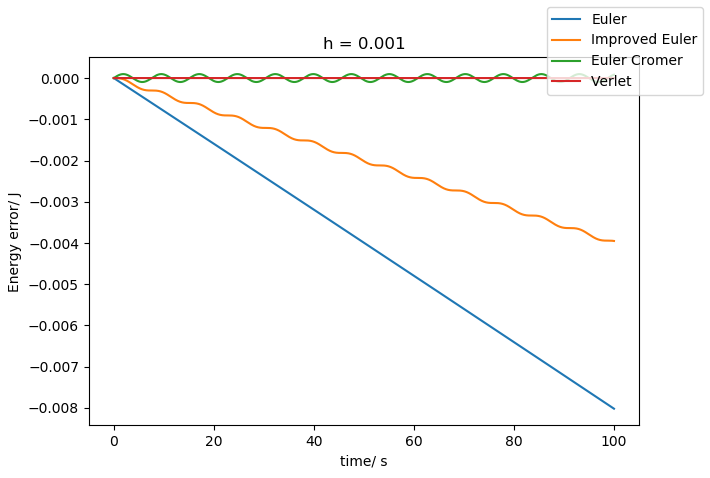 h = 0.001
Euler
Improved Euler
Euler Cromer
Verlet
Energy error/ J
0.000
−0.001
−0.002
−0.003
−0.004
−0.005
−0.006
−0.007
−0.008
0
20
40
60
80
100
time/ s